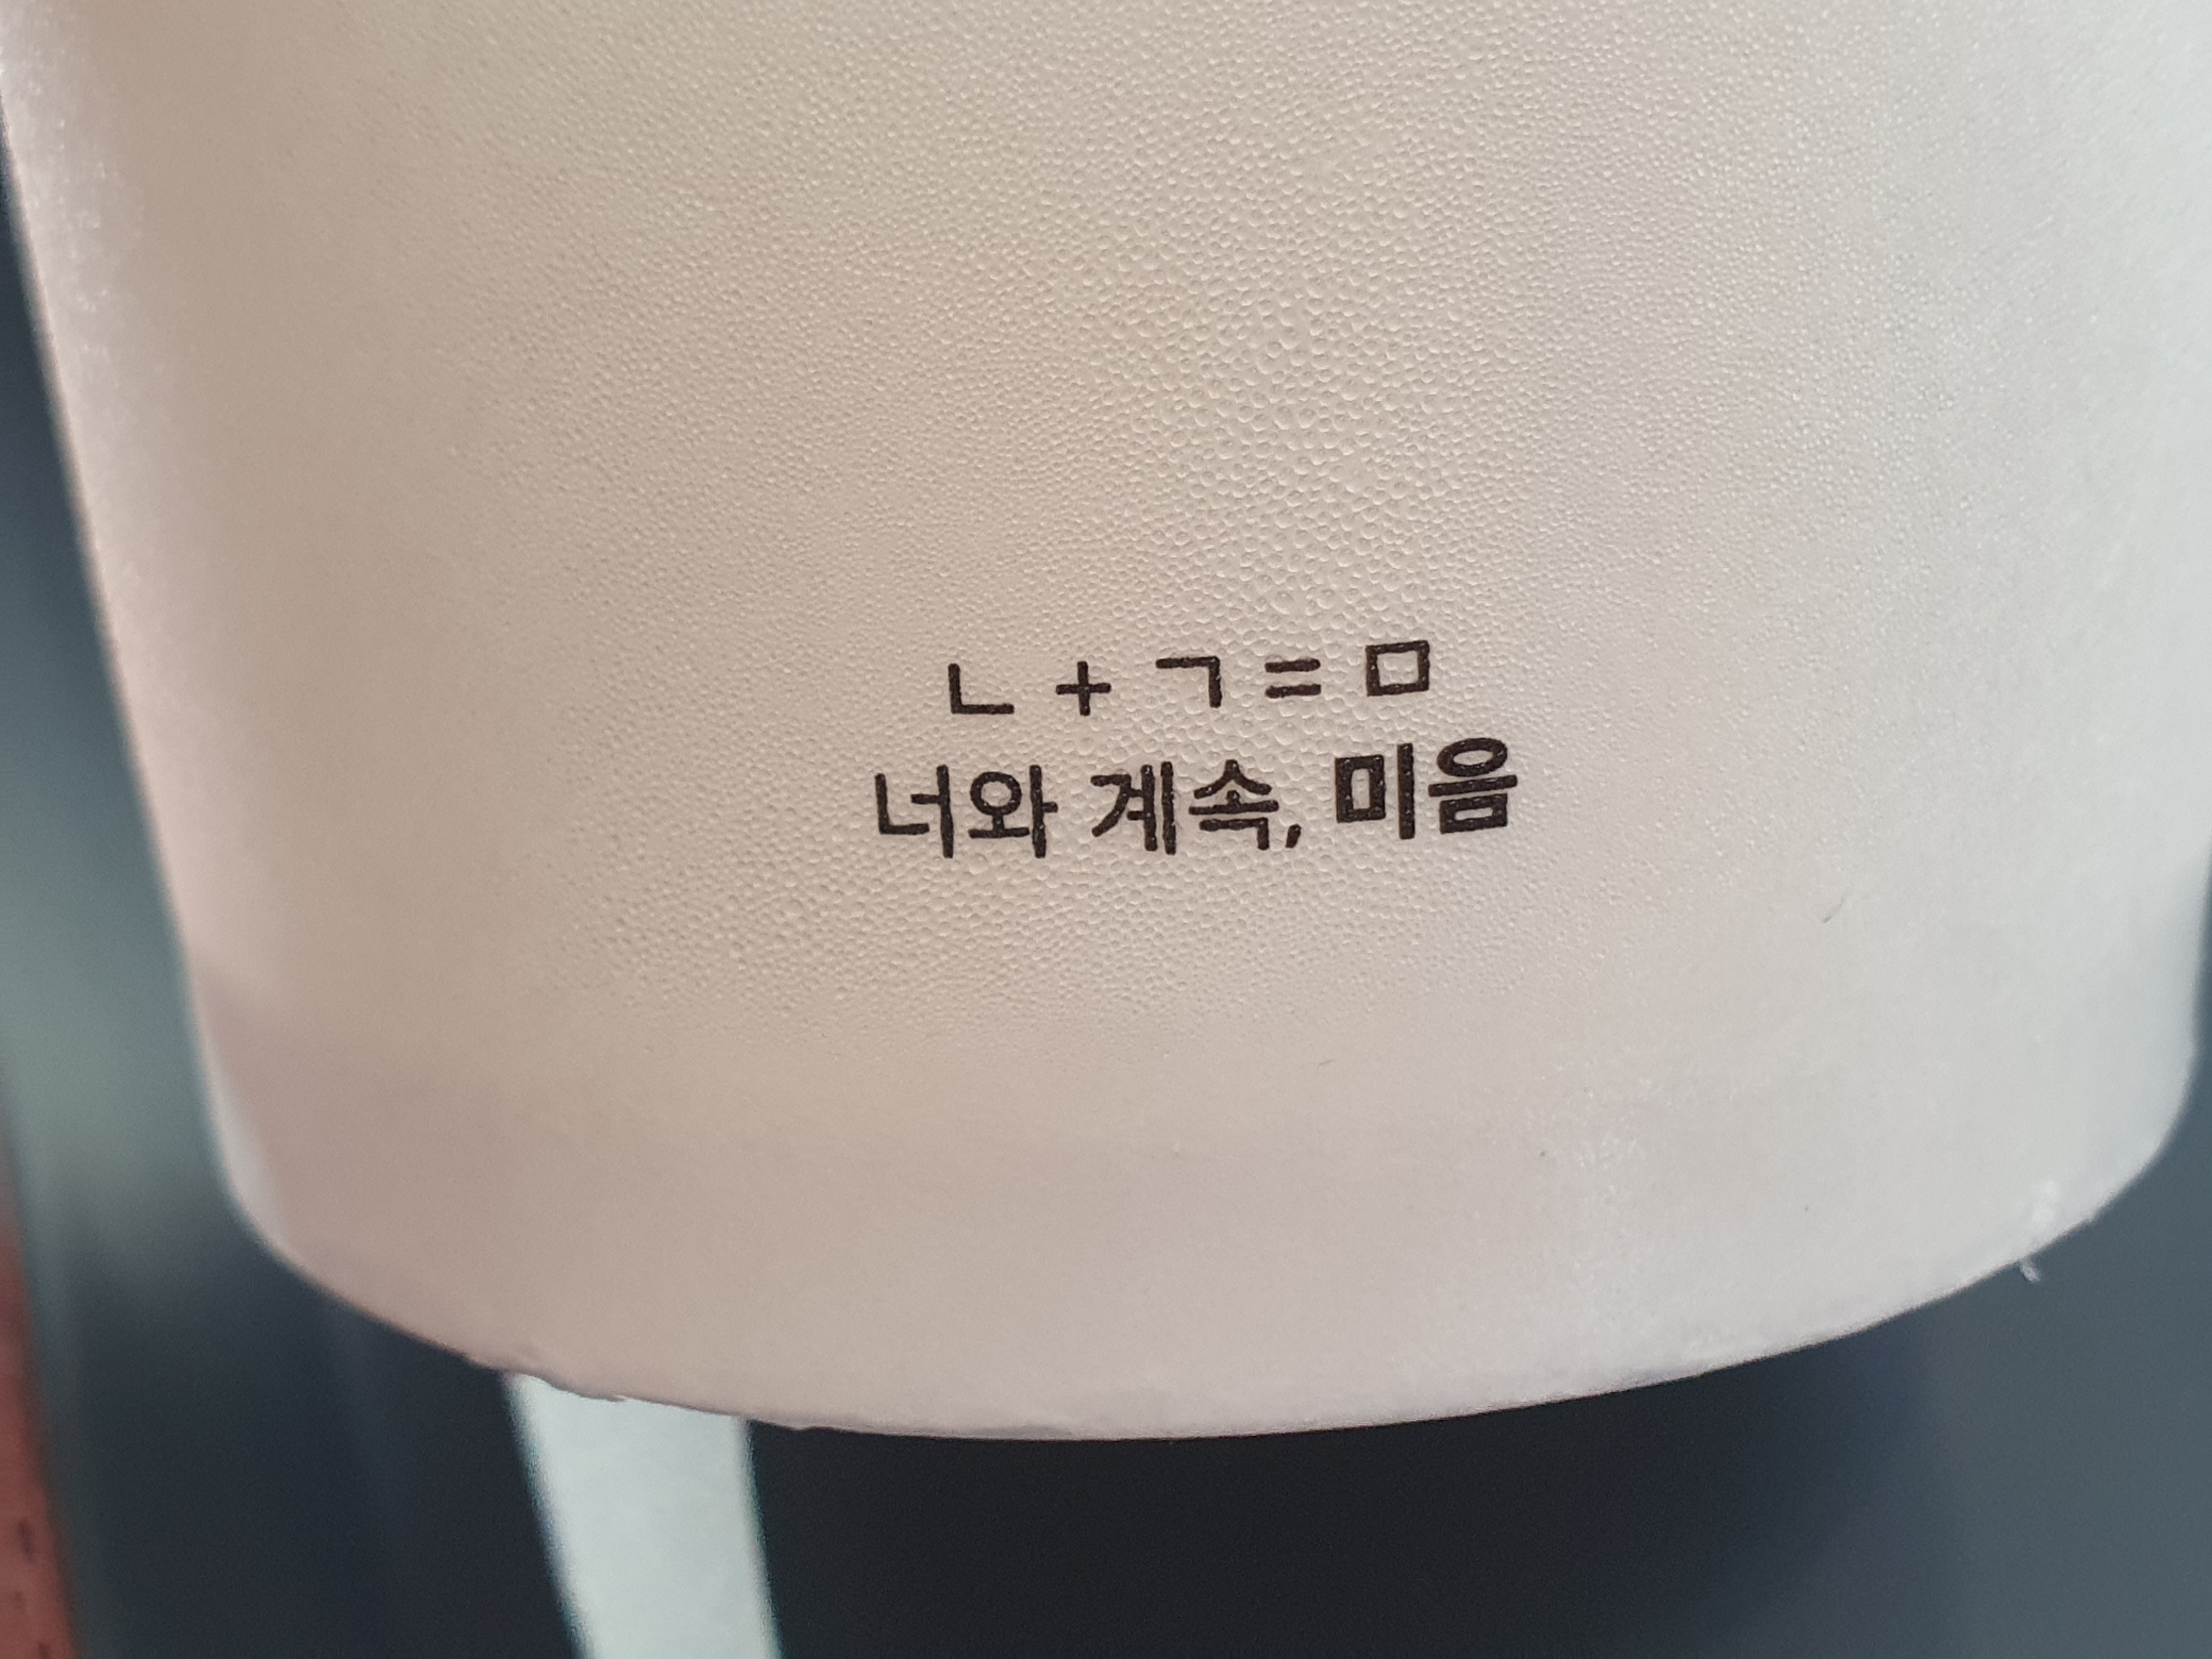 ㄴ + ㄱ = ㅁ
너와 계속, 미음